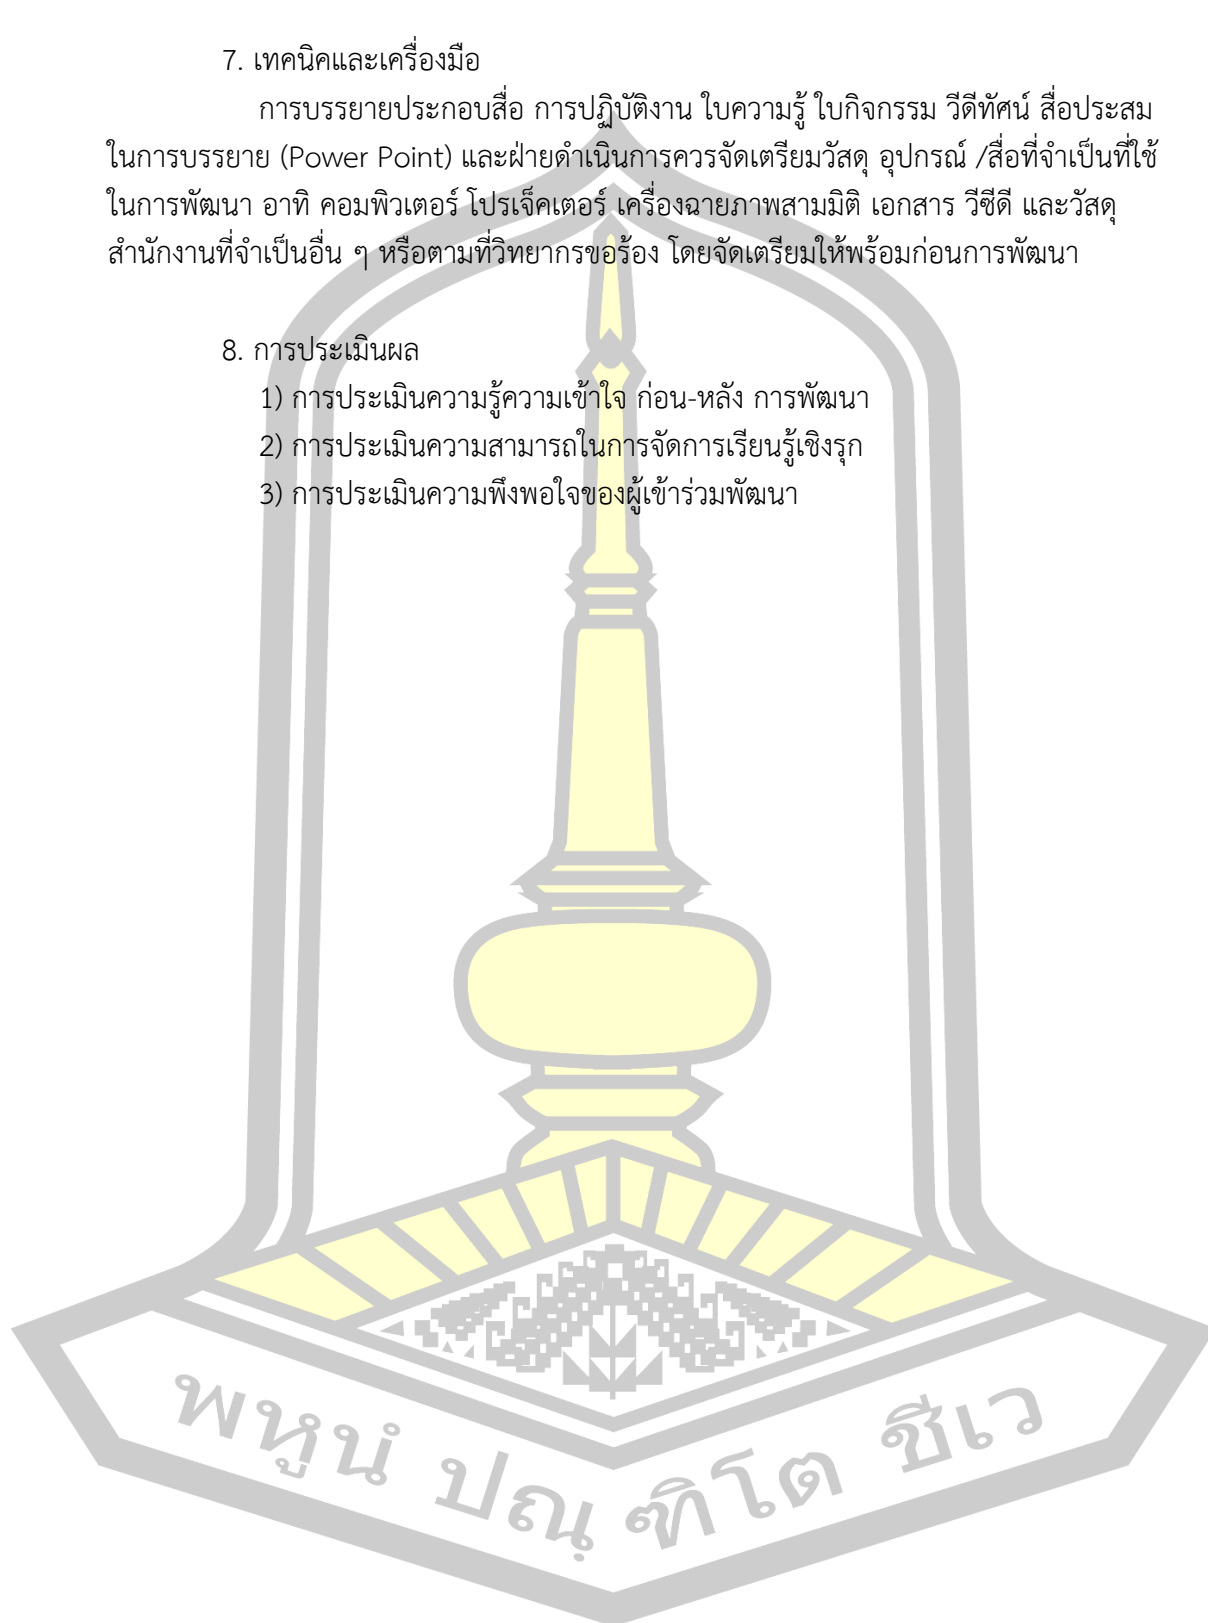 7. เทคนิคและเครื่องมือ
การบรรยายประกอบสื่อ การปฏิบัติงาน ใบความรู้ ใบกิจกรรม วีดีทัศน์ สื่อประสม
ในการบรรยาย (Power Point) และฝ่ายดำเนินการควรจัดเตรียมวัสดุ อุปกรณ์ /สื่อที่จำเป็นที่ใช้
ในการพัฒนา อาทิ คอมพิวเตอร์ โปรเจ็คเตอร์ เครื่องฉายภาพสามมิติ เอกสาร วีซีดี และวัสดุ
สำนักงานที่จำเป็นอื่น ๆ หรือตามที่วิทยากรขอร้อง โดยจัดเตรียมให้พร้อมก่อนการพัฒนา
8. การประเมินผล
1) การประเมินความรู้ความเข้าใจ ก่อน-หลัง การพัฒนา
2) การประเมินความสามารถในการจัดการเรียนรู้เชิงรุก
3) การประเมินความพึงพอใจของผู้เข้าร่วมพัฒนา
พหูนํ ปณฺ ฑิโต ชีเว